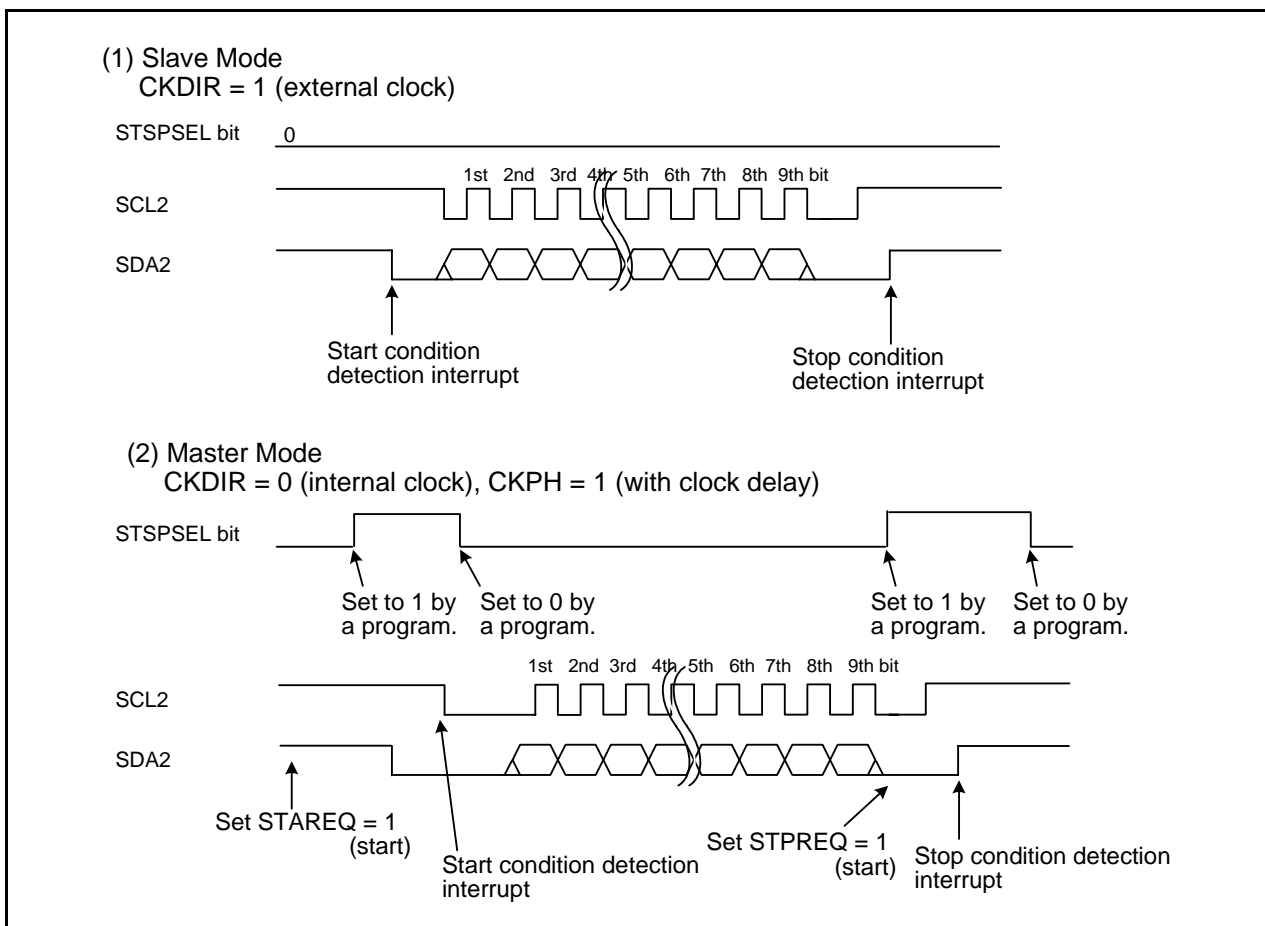 (1) Slave Mode
CKDIR = 1 (external clock)
STSPSEL bit
0
1st 2nd 3rd 4th 5th 6th 7th 8th 9th bit
SCL2
SDA2
Start condition
detection interrupt
Stop condition
detection interrupt
(2) Master Mode
CKDIR = 0 (internal clock), CKPH = 1 (with clock delay)
STSPSEL bit
Set to 1 by
a program.
Set to 0 by
a program.
Set to 1 by
a program.
Set to 0 by
a program.
1st 2nd 3rd 4th 5th 6th 7th 8th 9th bit
SCL2
SDA2
Set STAREQ = 1
(start)
Start condition detection
interrupt
Set STPREQ = 1
(start)
Stop condition detection
interrupt